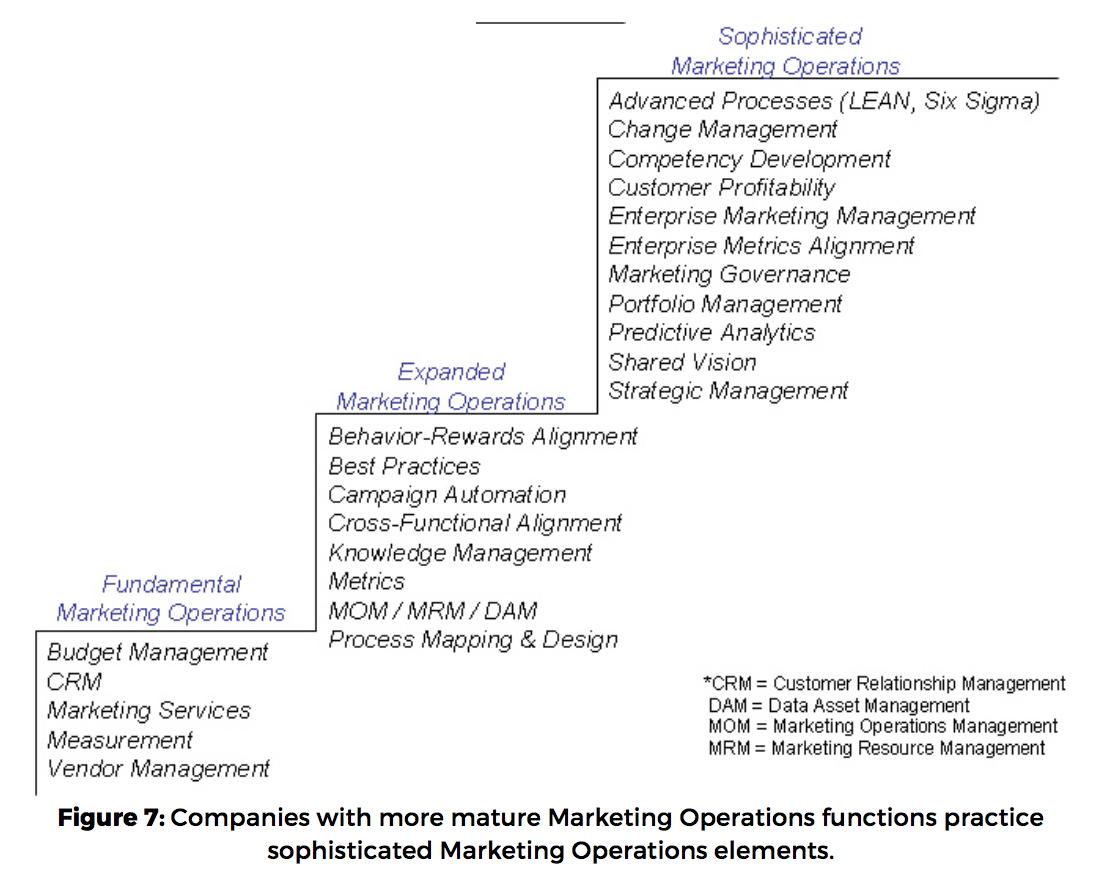 Sophisticated
Marketing Operations
Advanced Processes (LEAN, Six Sigma)
Change Management
Competency Development
Customer Profitability
Enterprise Marketing Management
Enterprise Metrics Alignment
Marketing Governance
Portfolio Management
Predictive Analytics
Shared Vision
Strategic Management
Expanded
Marketing Operations
Behavior-Rewards Alignment
Best Practices
Campaign Automation
Cross-Functional Alignment
Knowledge Management
Metrics
MOM / MRM / DAM
Process Mapping & Design
Fundamental
Marketing Operations
Budget Management
CRM
Marketing Services
Measurement
Vendor Management
*CRM = Customer Relationship Management
DAM = Data Asset Management
MOM = Marketing Operations Management
MRM = Marketing Resource Management
Figure 7: Companies with more mature Marketing Operations functions practice
sophisticated Marketing Operations elements.